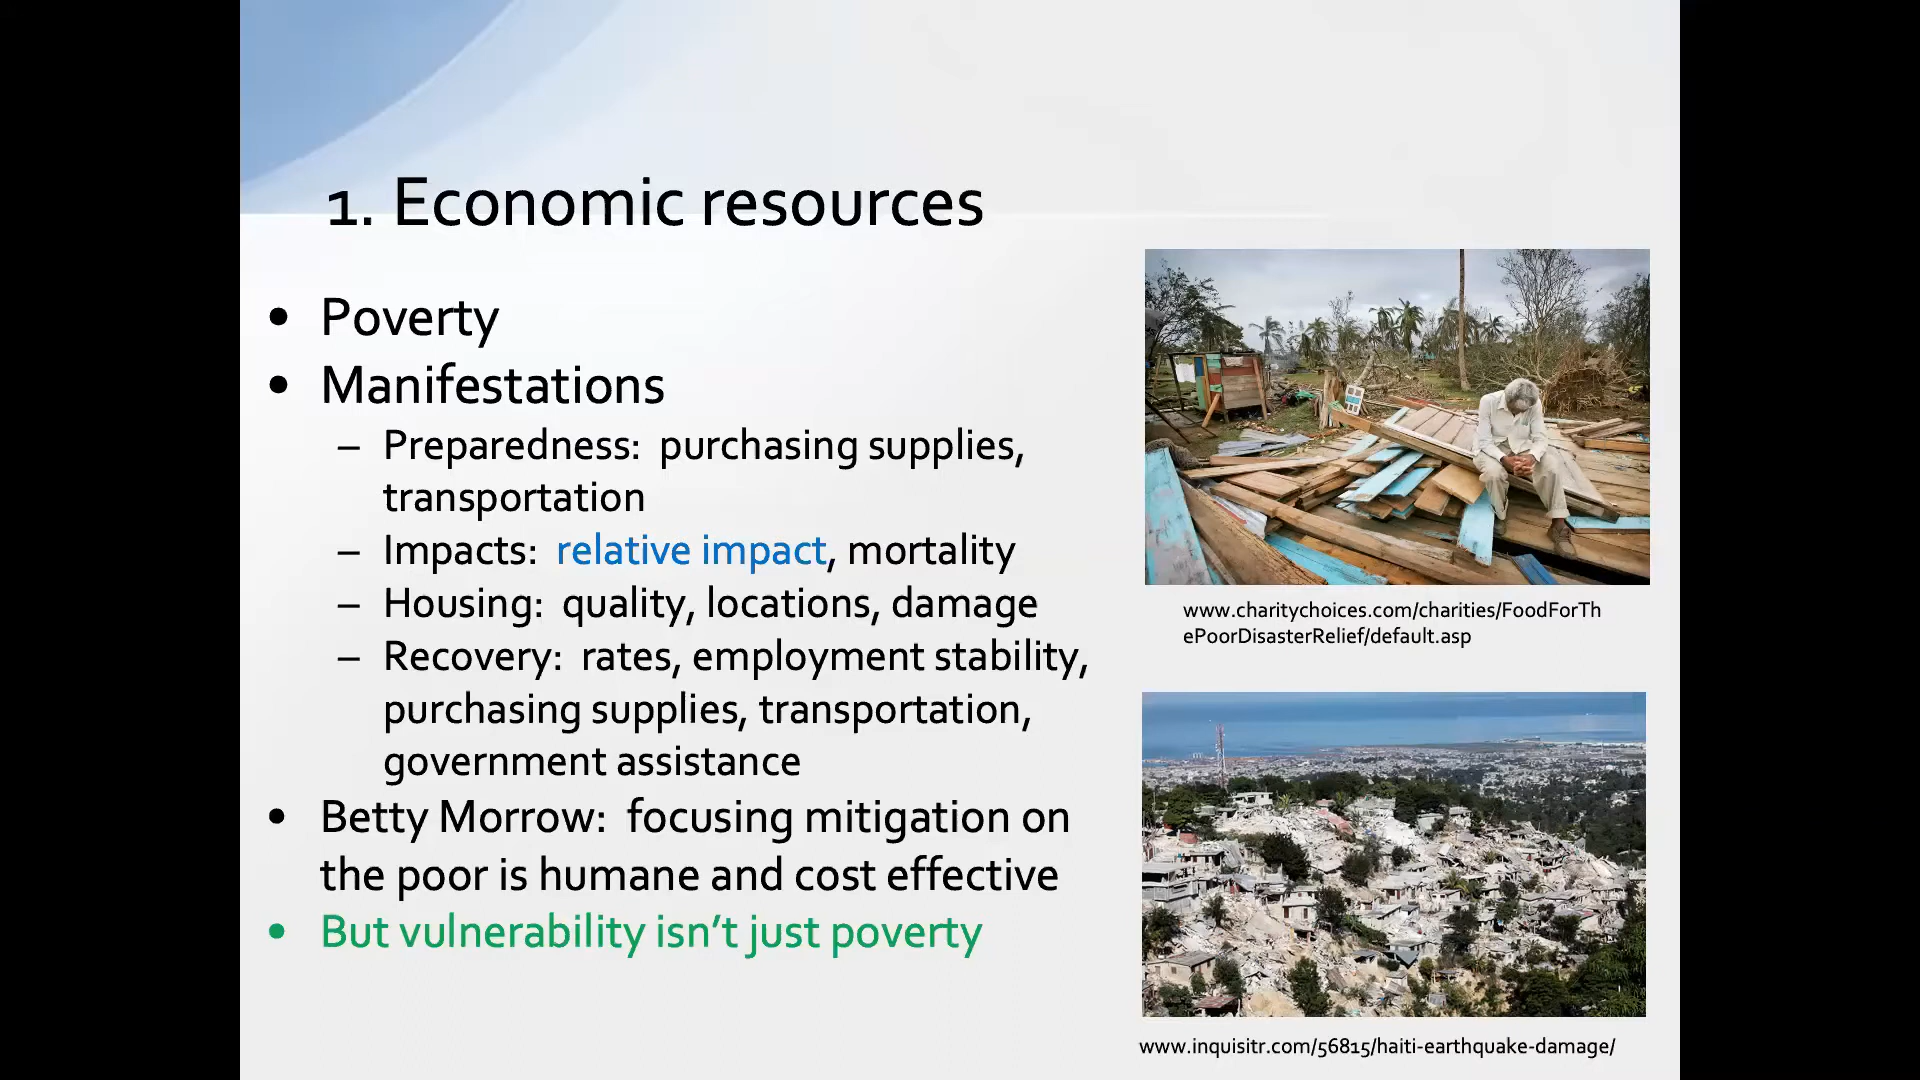 1. Economic resources
• Poverty
• Manifestations
– Preparedness:  purchasing supplies,
transportation
– Impacts:  relative impact, mortality
– Housing:  quality, locations, damage
– Recovery:  rates, employment stability,
purchasing supplies, transportation,
government assistance
• Betty Morrow:  focusing mitigation on
the poor is humane and cost effective
• But vulnerability isn’t just poverty
www.charitychoices.com/charities/FoodForTh
ePoorDisasterRelief/default.asp
www.inquisitr.com/56815/haiti-earthquake-damage/